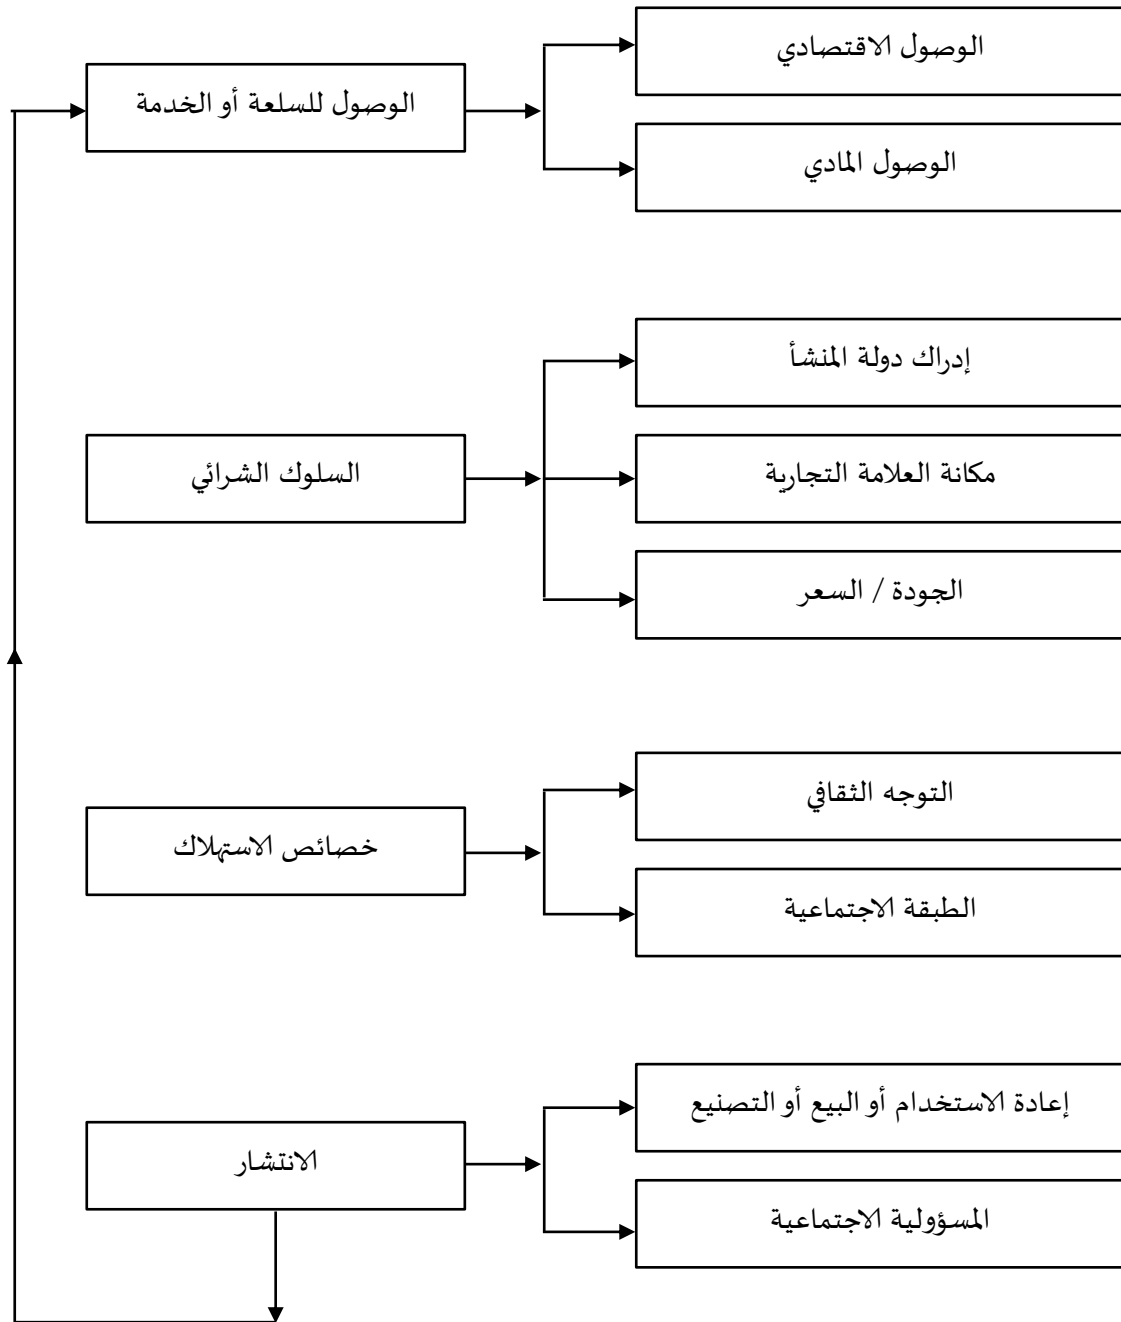 الوصول للسلعة أو الخدمة
الوصول الاقتصادي
الوصول المادي
السلوك الشرائي
إدراك دولة المنشأ
مكانة العلامة التجارية
الجودة / السعر
خصائص الاستهلاك
التوجه الثقافي
الطبقة الاجتماعية
الانتشار
إعادة الاستخدام أو البيع أو التصنيع
المسؤولية الاجتماعية